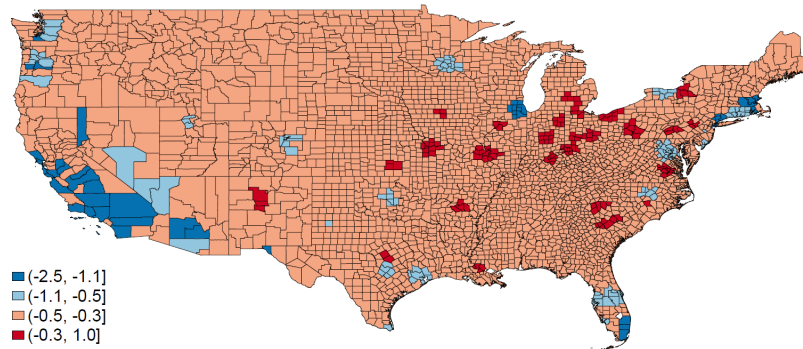 (-2.5, -1.1]
(-1.1, -0.5]
(-0.5, -0.3]
(-0.3, 1.0]